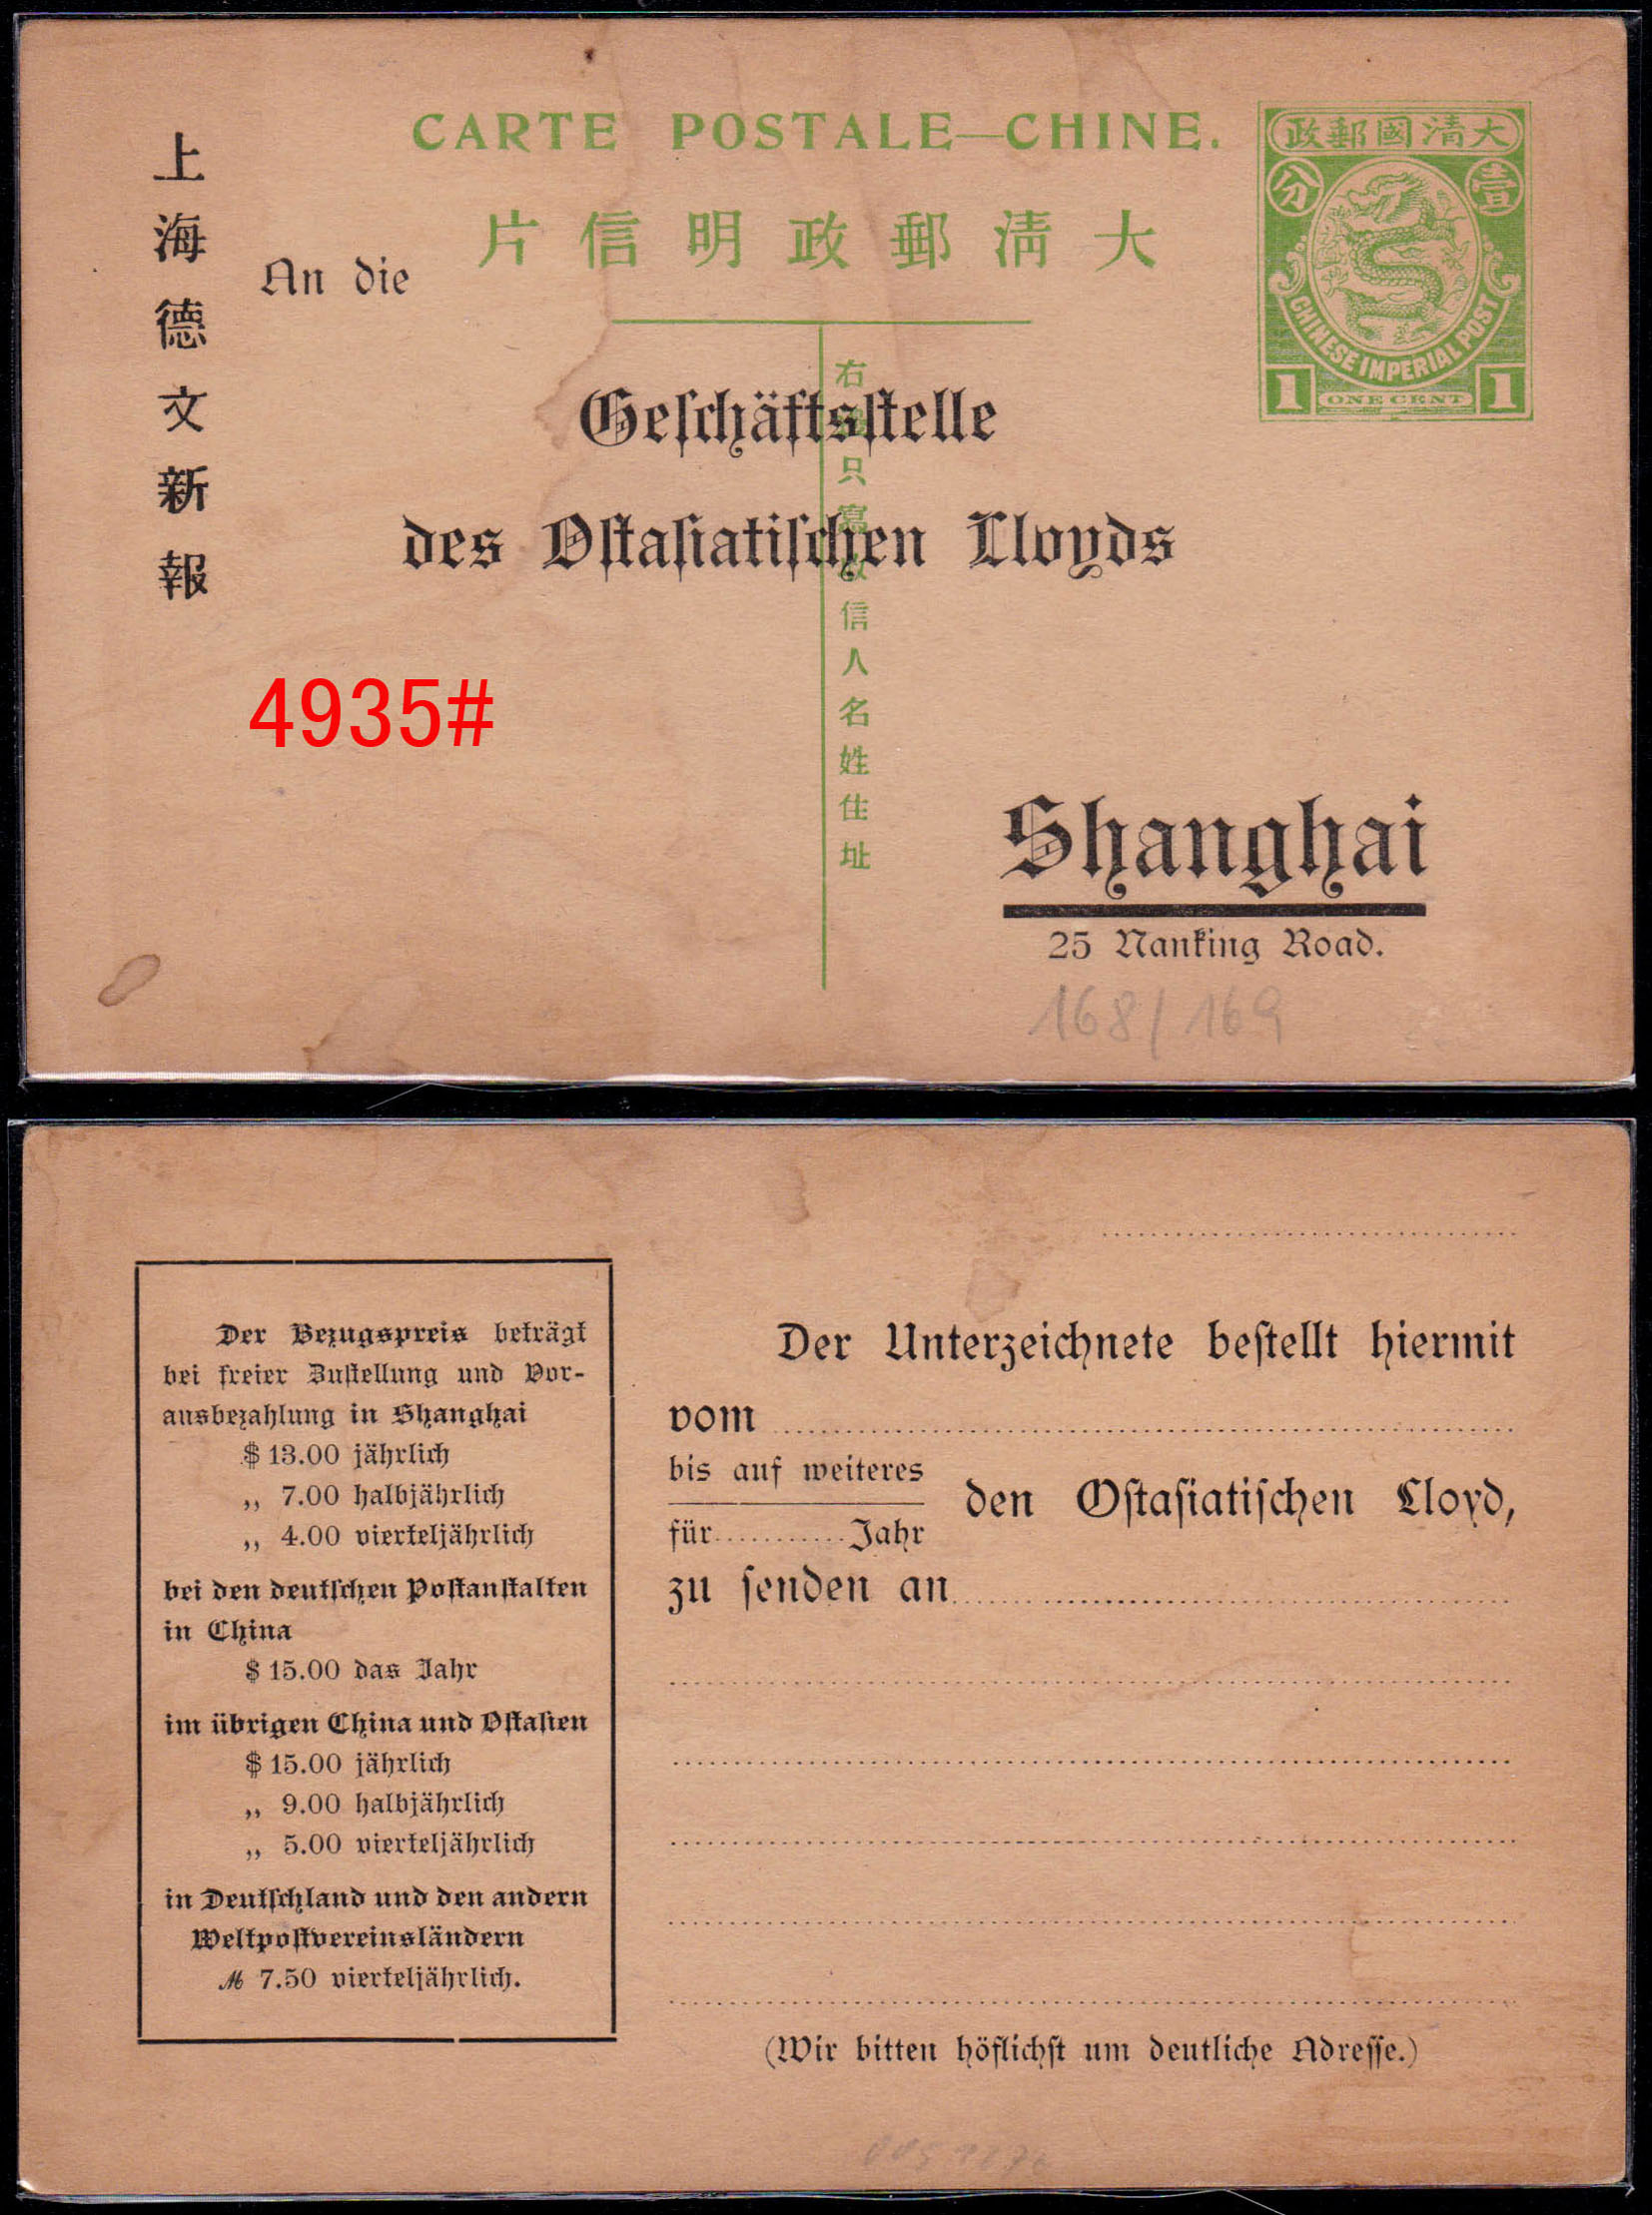 CARTE POSTALE—CHINE.
大清國郵政
壹分
CHINESE IMPERIAL POST
1 ONE CENT 1
大清郵政明信片
上海德文新報
An die
Geschäftsstelle
des Ostasiatischen Lloyds
右
只寫
信人名姓住址
4935#
Shanghai
25 Nanking Road.
168/169
Der Bezugspreis beträgt
bei freier Zustellung und Vor-
ausbezahlung in Shanghai
$ 13.00 jährlich
„ 7.00 halbjährlich
„ 4.00 vierteljährlich
bei den deutschen Postanstalten
in China
$ 15.00 das Jahr
im übrigen China und Ostasien
$ 15.00 jährlich
„ 9.00 halbjährlich
„ 5.00 vierteljährlich
in Deutschland und den andern
Weltpostvereinsländern
ℳ 7.50 vierteljährlich.
Der Unterzeichnete bestellt hiermit
vom
bis auf weiteres
für Jahr
den Ostasiatischen Lloyd,
zu senden an
(Wir bitten höflichst um deutliche Adresse.)